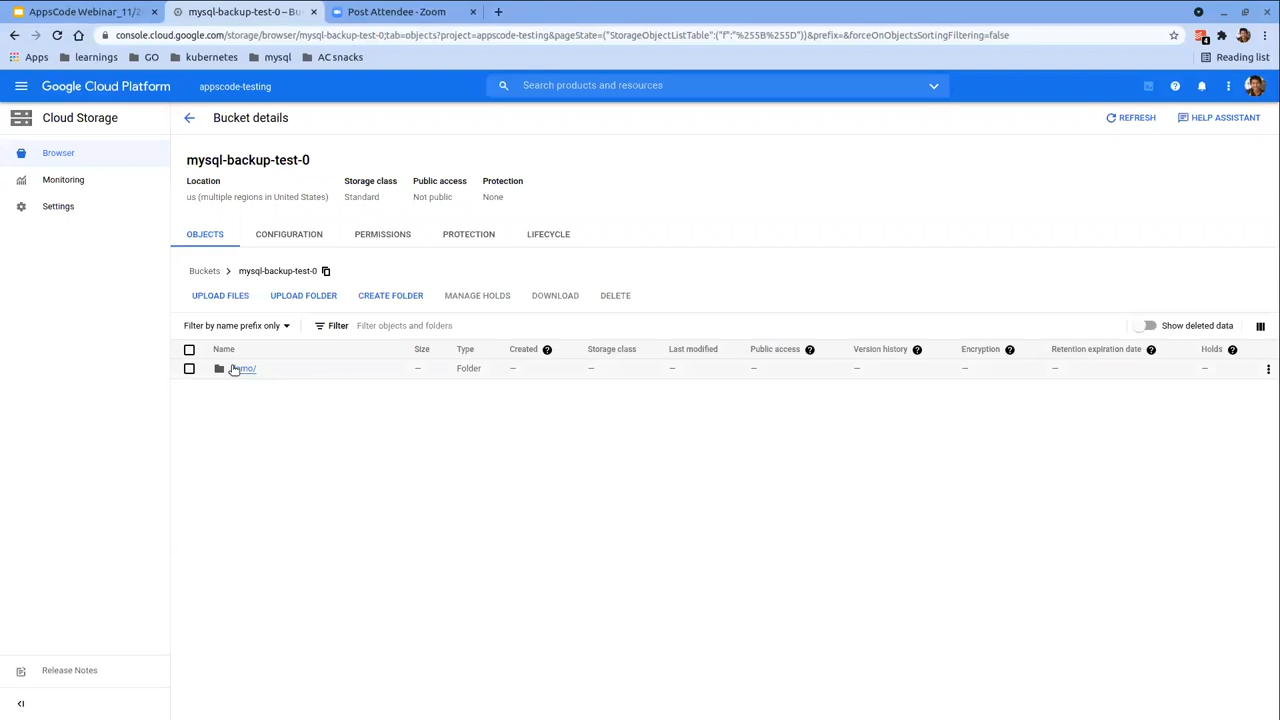 AppsCode Webinar_11/2
mysql-backup-test-0 – Bu
Post Attendee - Zoom
console.cloud.google.com/storage/browser/mysql-backup-test-0;tab=objects?project=appscode-testing&pageState=("StorageObjectListTable":("f":"%255B%255D"))&prefix=&forceOnObjectsSortingFiltering=false
4
Apps
learnings
GO
kubernetes
mysql
AC snacks
Reading list
Google Cloud Platform
appscode-testing
Search products and resources
Cloud Storage
Bucket details
REFRESH
HELP ASSISTANT
Browser
Monitoring
Settings
mysql-backup-test-0
Location
Storage class
Public access
Protection
us (multiple regions in United States)
Standard
Not public
None
OBJECTS
CONFIGURATION
PERMISSIONS
PROTECTION
LIFECYCLE
Buckets > mysql-backup-test-0
UPLOAD FILES
UPLOAD FOLDER
CREATE FOLDER
MANAGE HOLDS
DOWNLOAD
DELETE
Filter by name prefix only
Filter
Filter objects and folders
Show deleted data
Name
Size
Type
Created
Storage class
Last modified
Public access
Version history
Encryption
Retention expiration date
Holds
— Folder — — — — — — — —
Release Notes